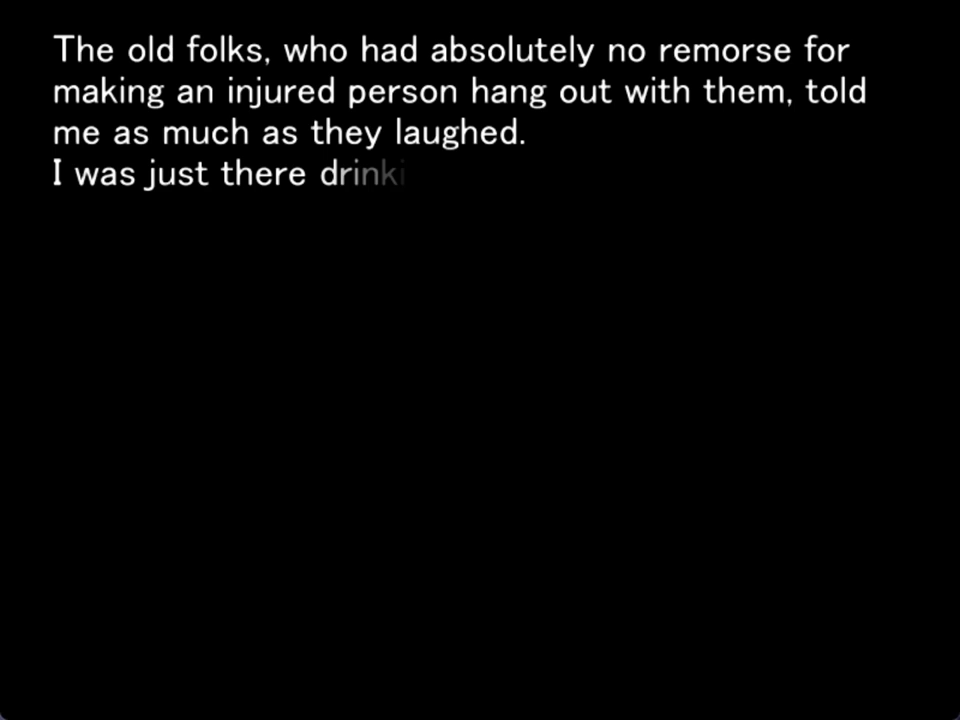 The old folks, who had absolutely no remorse for
making an injured person hang out with them, told
me as much as they laughed.
I was just there drinki